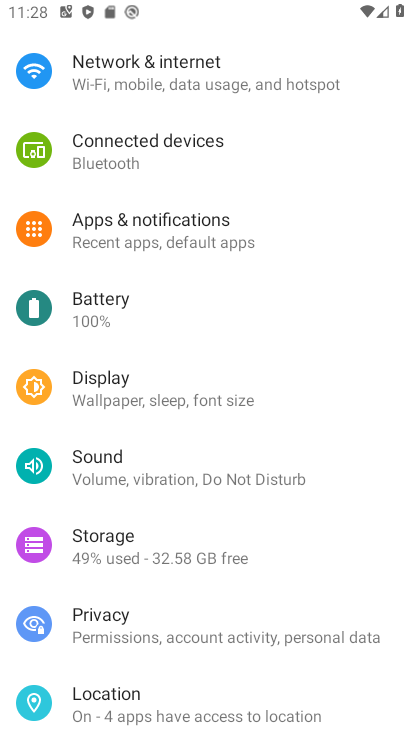 11:28
Network & internet
Wi-Fi, mobile, data usage, and hotspot
Connected devices
Bluetooth
Apps & notifications
Recent apps, default apps
Battery
100%
Display
Wallpaper, sleep, font size
Sound
Volume, vibration, Do Not Disturb
Storage
49% used - 32.58 GB free
Privacy
Permissions, account activity, personal data
Location
On - 4 apps have access to location